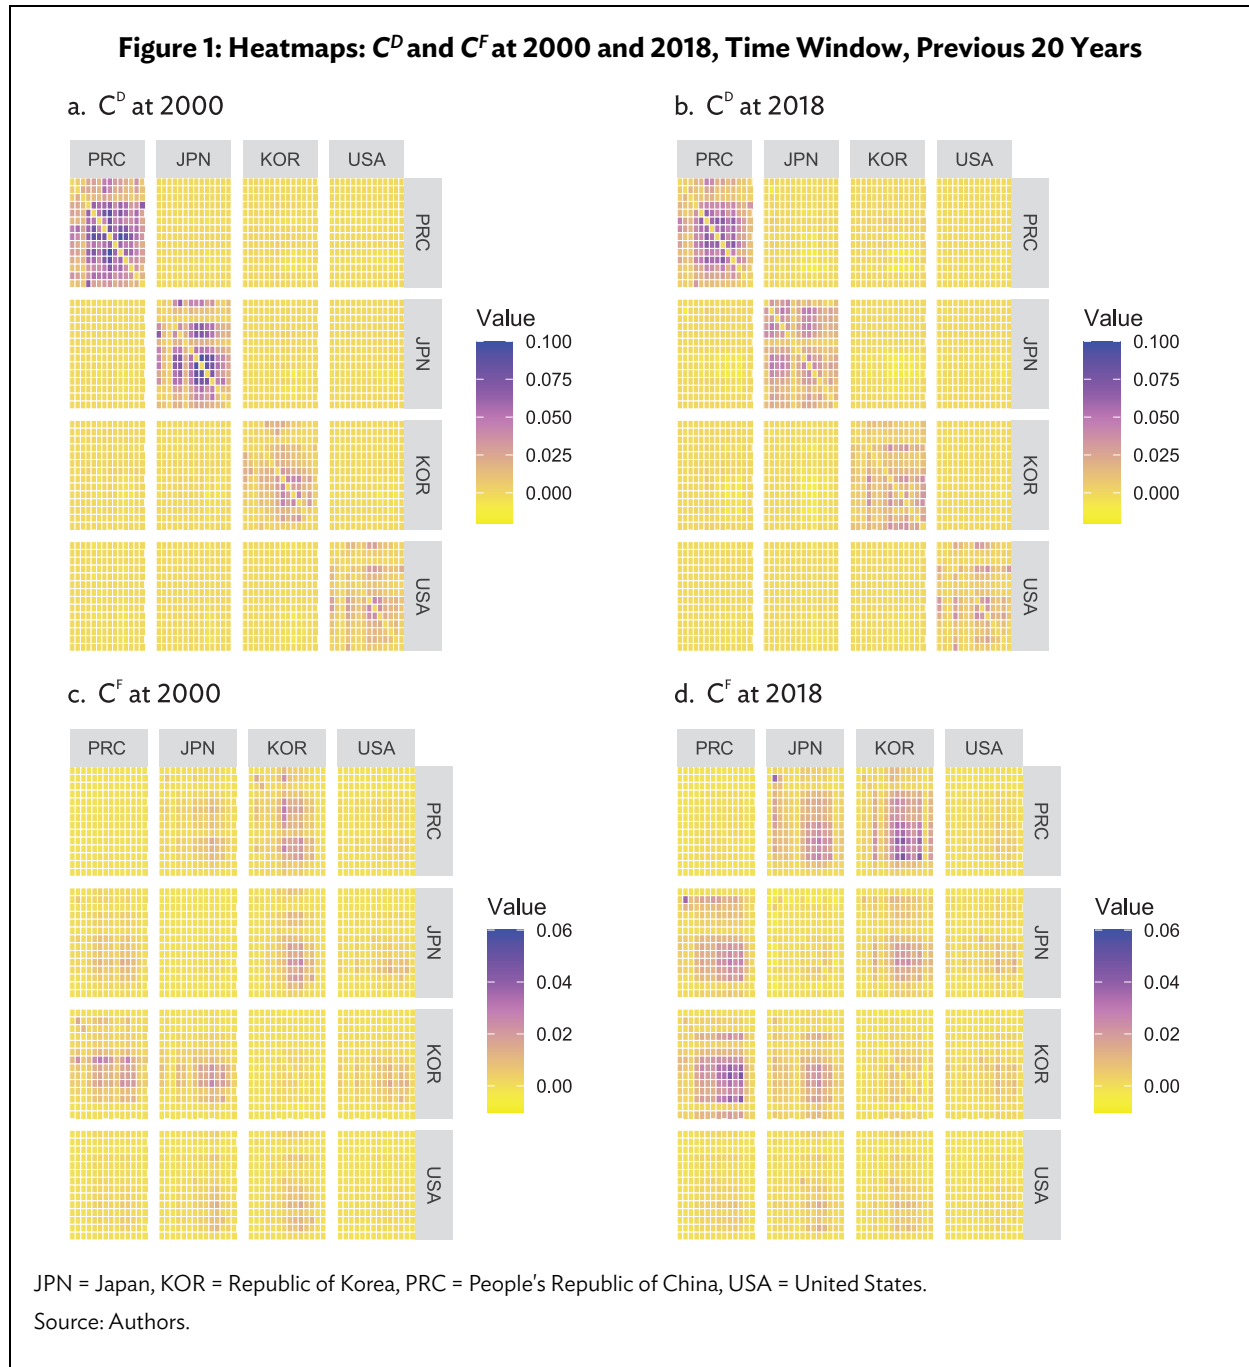 Figure 1: Heatmaps: C^D and C^F at 2000 and 2018, Time Window, Previous 20 Years
a. C^D at 2000
PRC JPN KOR USA
PRC
JPN
KOR
USA
Value
0.100
0.075
0.050
0.025
0.000
b. C^D at 2018
PRC JPN KOR USA
PRC
JPN
KOR
USA
Value
0.100
0.075
0.050
0.025
0.000
c. C^F at 2000
PRC JPN KOR USA
PRC
JPN
KOR
USA
Value
0.06
0.04
0.02
0.00
d. C^F at 2018
PRC JPN KOR USA
PRC
JPN
KOR
USA
Value
0.06
0.04
0.02
0.00
JPN = Japan, KOR = Republic of Korea, PRC = People's Republic of China, USA = United States.
Source: Authors.